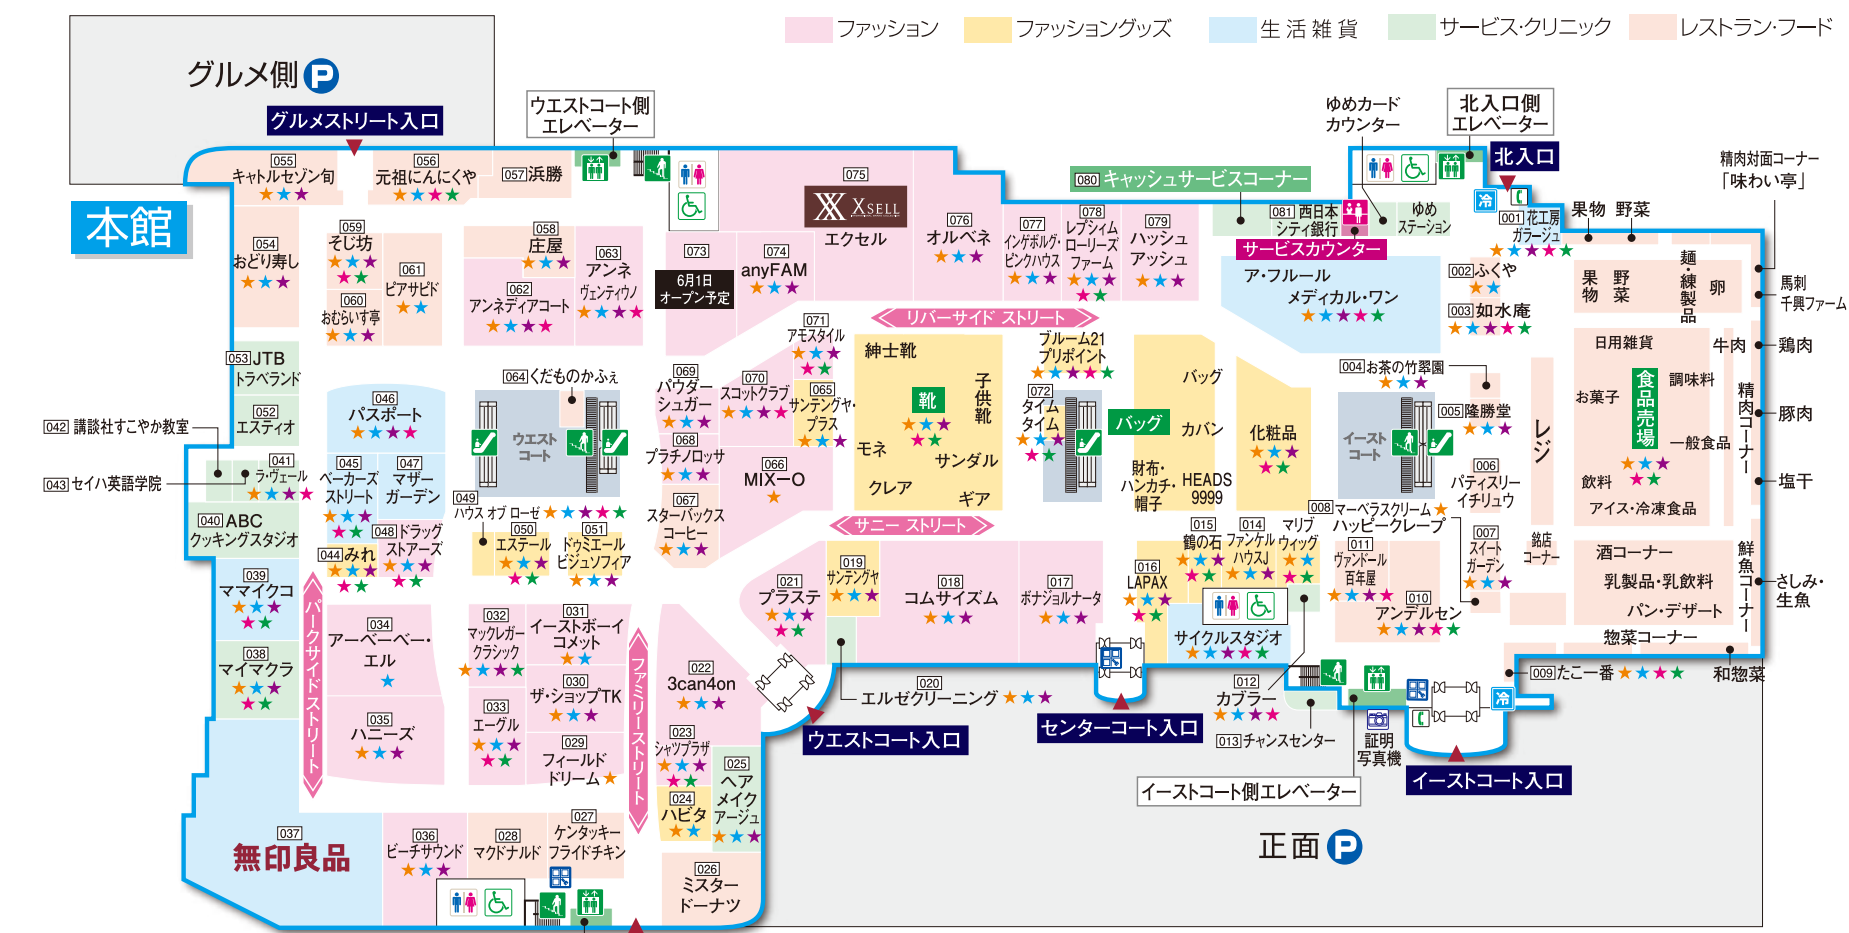 ファッション
ファッショングッズ
生活雑貨
サービス・クリニック
レストラン・フード
グルメ側 P
グルメストリート入口
ウエストコート側
エレベーター
ゆめカード
カウンター
北入口側
エレベーター
北入口
精肉対面コーナー
「味わい亭」
本館
055
キャトルセゾン旬
056
元祖にんにくや
057 浜勝
075
XSELL
エクセル
080 キャッシュサービスコーナー
081 西日本
シティ銀行
ゆめ
ステーション
サービスカウンター
冷
001 花工房
ガラージュ
果物 野菜
054
おどり寿し
059
そじ坊
060
おむらいす亭
061
ピアサピド
058
庄屋
062
アンネディアコート
063
アンネ
ヴェンティウノ
073
6月1日
オープン予定
074
anyFAM
076
オルベネ
077
インゲボルグ・
ピンクハウス
078
レプシィム
ローリーズ
ファーム
079
ハッシュ
アッシュ
ア・フルール
メディカル・ワン
002 ふくや
003 如水庵
果物
野菜
麺・練製品
卵
馬刺
千興ファーム
リバーサイド ストリート
053 JTB
トラベランド
052
エスティオ
042 講談社すこやか教室
043 セイハ英語学院
041
ラ・ヴェール
040 ABC
クッキングスタジオ
046
パスポート
045
ベーカーズ
ストリート
047
マザー
ガーデン
048 ドラッグ
ストアーズ
044 みれ
064 くだものかふぇ
ウエスト
コート
049
ハウス オブ ローゼ
050
エステール
051
ドゥミエール
ビジュソフィア
069
パウダー
シュガー
068
プラチノロッサ
067
スターバックス
コーヒー
070
スコットクラブ
071
アモスタイル
065
サンテングヤ・
プラス
066
MIX－O
紳士靴
靴
子供靴
モネ
サンダル
クレア
ギア
ブルーム21
プリポイント
072
タイム
タイム
バッグ
バッグ
カバン
財布・
ハンカチ・
帽子
HEADS
9999
化粧品
イースト
コート
004 お茶の竹翠園
005 隆勝堂
006
パティスリー
イチリュウ
007
スイート
ガーデン
008 マーベラスクリーム
ハッピークレープ
レジ
銘店
コーナー
日用雑貨
お菓子
調味料
食品売場
一般食品
飲料
アイス・冷凍食品
牛肉
鶏肉
精肉コーナー
豚肉
塩干
鮮魚コーナー
さしみ・
生魚
酒コーナー
乳製品・乳飲料
パン・デザート
惣菜コーナー
和惣菜
サニー ストリート
039
ママイクコ
038
マイマクラ
パークサイドストリート
034
アーベーベー・
エル
035
ハニーズ
032
マックレガー
クラシック
033
エーグル
031
イーストボーイ
コメット
030
ザ・ショップTK
029
フィールド
ドリーム
ファミリーストリート
022
3can4on
023
シャツプラザ
024
ハピタ
025
ヘア
メイク
アージュ
021
プラステ
019
サンテングヤ
018
コムサイズム
017
ボナジョルナータ
016
LAPAX
015
鶴の石
014
ファンケル
ハウスJ
マリブ
ウィッグ
サイクルスタジオ
011
ヴァンドール
百年屋
010
アンデルセン
009 たこ一番
020
エルゼクリーニング
012
カプラー
013 チャンスセンター
証明
写真機
冷
ウエストコート入口
センターコート入口
イーストコート側エレベーター
イーストコート入口
正面 P
037
無印良品
036
ビーチサウンド
028
マクドナルド
027
ケンタッキー
フライドチキン
026
ミスター
ドーナツ